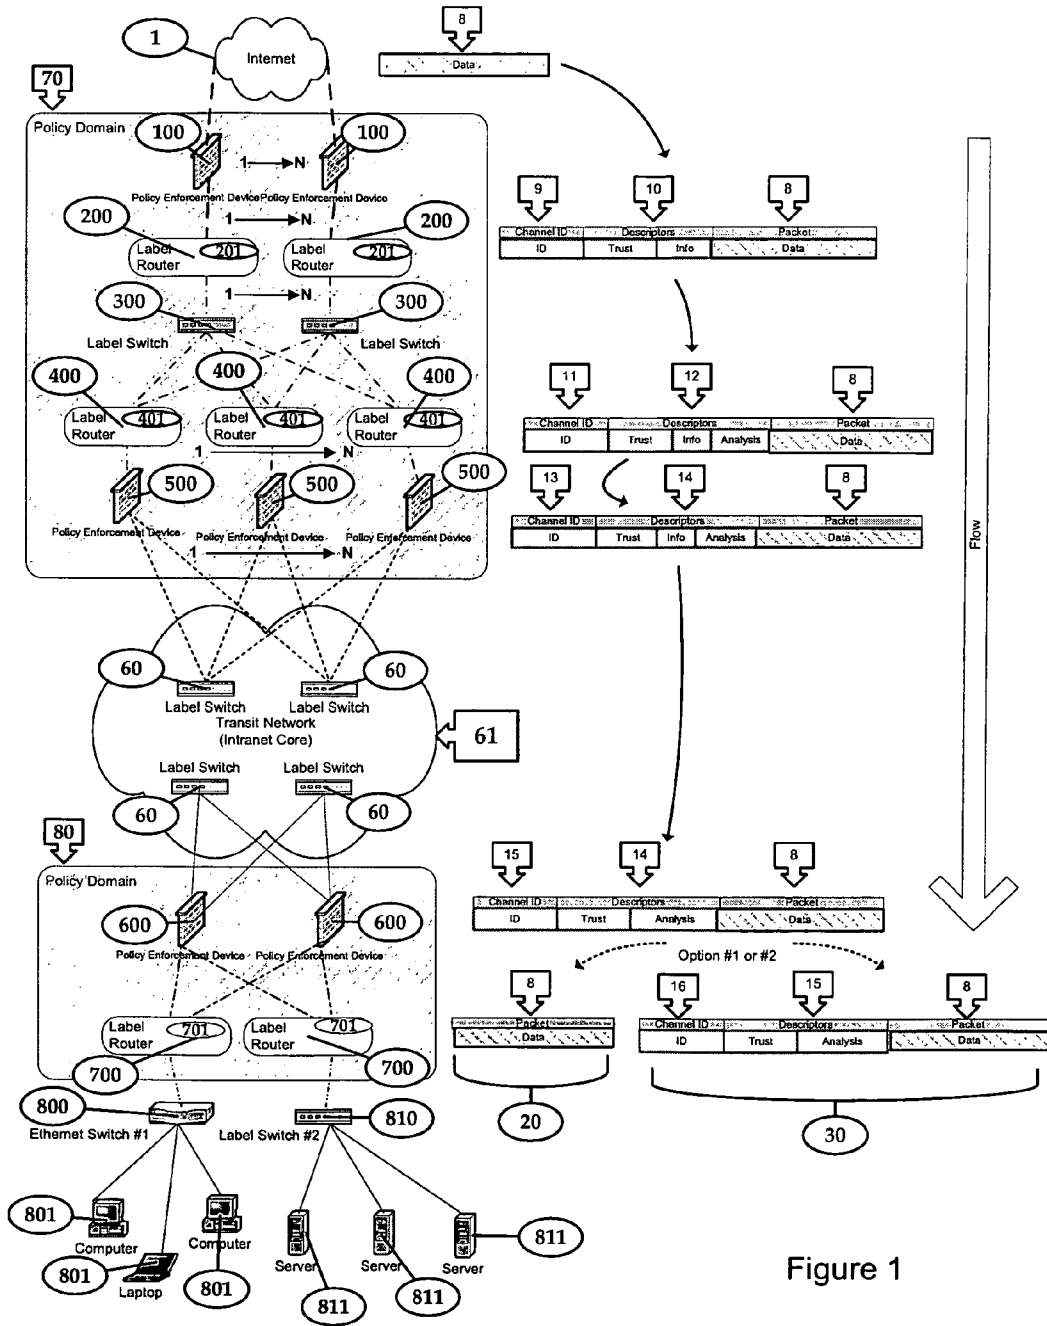 1
Internet
8
Data
70
Policy Domain
100
100
1
N
Policy Enforcement Device
Policy Enforcement Device
9
10
8
Channel ID
Descriptors
Packet
ID
Trust
Info
Data
200
200
1
N
Label Router
201
Label Router
201
1
N
300
300
Label Switch
Label Switch
11
12
8
Channel ID
Descriptors
Packet
ID
Trust
Info
Analysis
Data
400
400
400
Label Router
401
Label Router
401
Label Router
401
1
N
13
14
8
Channel ID
Descriptors
Packet
ID
Trust
Info
Analysis
Data
500
500
500
Policy Enforcement Device
Policy Enforcement Device
Policy Enforcement Device
1
N
Flow
60
60
Label Switch
Label Switch
Transit Network
(Intranet Core)
61
Label Switch
Label Switch
60
60
80
Policy Domain
15
14
8
Channel ID
Descriptors
Packet
ID
Trust
Analysis
Data
600
600
Policy Enforcement Device
Policy Enforcement Device
Option #1 or #2
8
Packet
Data
20
16
15
8
Channel ID
Descriptors
Packet
ID
Trust
Analysis
Data
30
Label Router
701
Label Router
701
700
700
800
Ethernet Switch #1
Label Switch #2
810
801
Computer
801
Laptop
Computer
801
Server
811
Server
811
Server
811
Figure 1